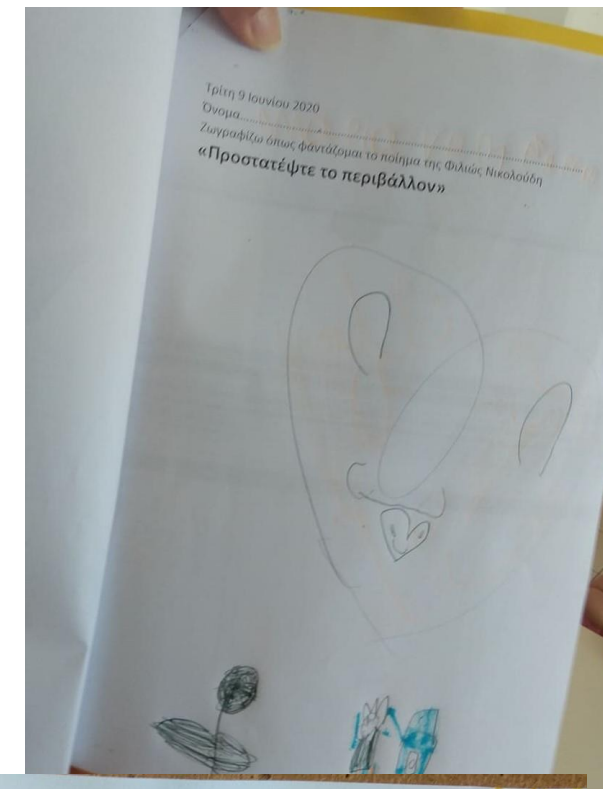 Τρίτη 9 Ιουνίου 2020
Όνομα................................................................................
Ζωγραφίζω όπως φαντάζομαι το ποίημα της Φιλιώς Νικολούδη
«Προστατέψτε το περιβάλλον»